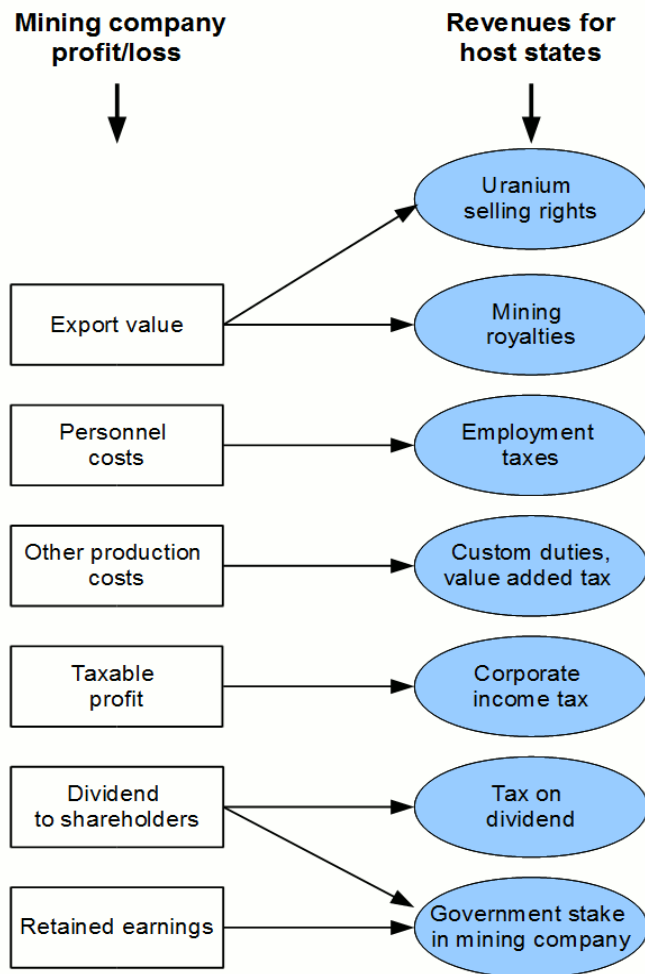 Mining company
profit/loss
Revenues for
host states
Uranium
selling rights
Export value
Mining
royalties
Personnel
costs
Employment
taxes
Other production
costs
Custom duties,
value added tax
Taxable
profit
Corporate
income tax
Dividend
to shareholders
Tax on
dividend
Retained earnings
Government stake
in mining company